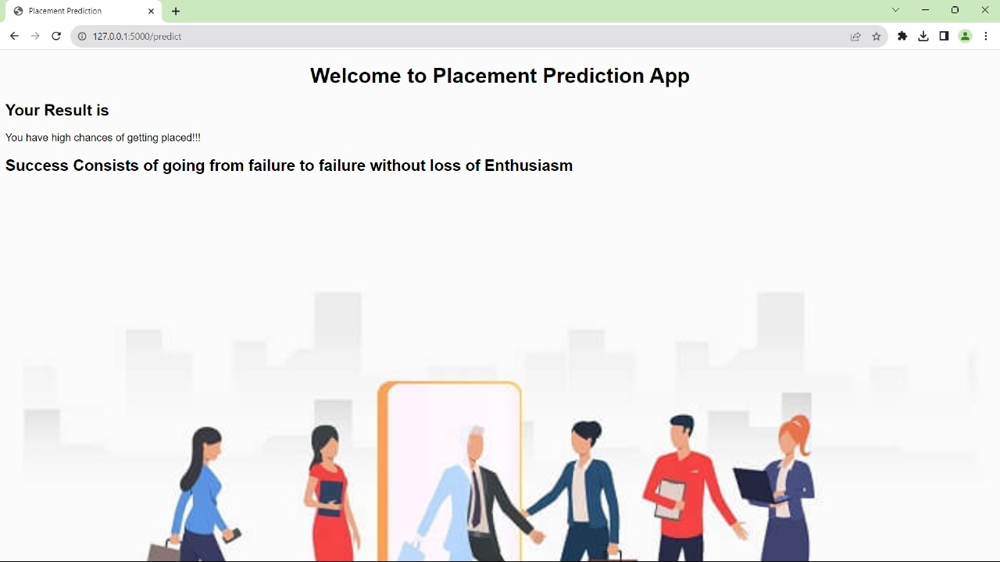 Placement Prediction
127.0.0.1:5000/predict
Welcome to Placement Prediction App
Your Result is
You have high chances of getting placed!!!
Success Consists of going from failure to failure without loss of Enthusiasm